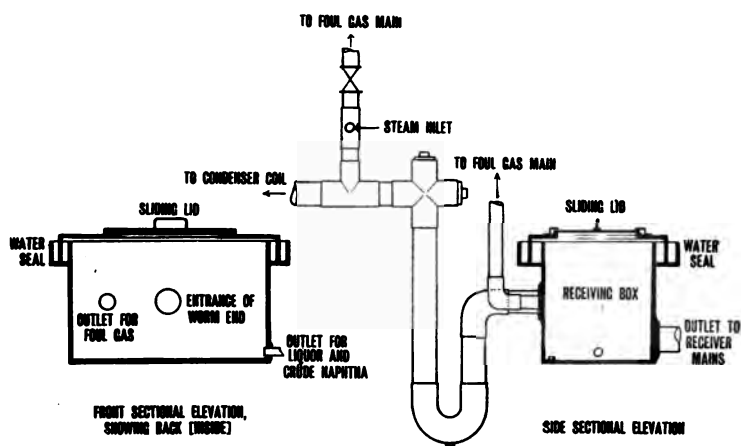 TO FOUL GAS MAIN
STEAM INLET
TO FOUL GAS MAIN
TO CONDENSER COIL
SLIDING LID
SLIDING LID
WATER
SEAL
WATER
SEAL
RECEIVING BOX
OUTLET FOR
FOUL GAS
ENTRANCE OF
WORM END
OUTLET FOR
LIQUOR AND
CRUDE NAPHTHA
OUTLET TO
RECEIVER
MAINS
FRONT SECTIONAL ELEVATION,
SHOWING BACK [INSIDE]
SIDE SECTIONAL ELEVATION